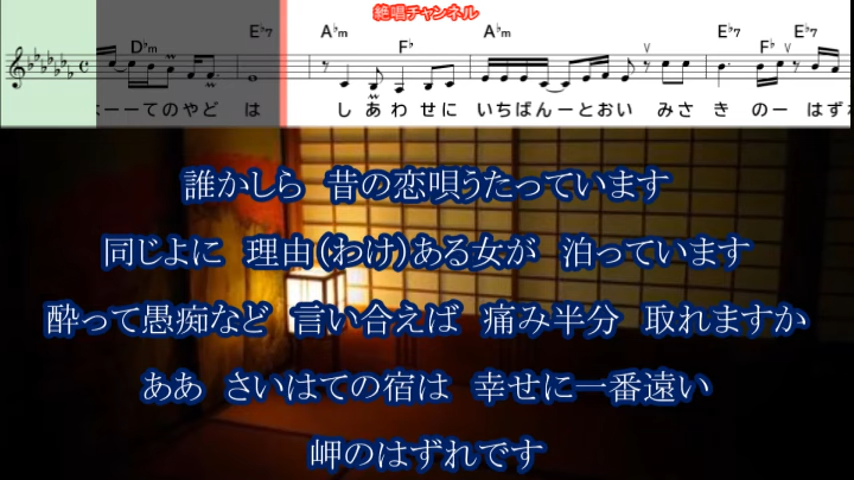 絶唱チャンネル
D♭m E♭7 A♭m F♭ A♭m E♭7 F♭ E♭7
ーーてのやど は しあわせに いちばんーとおい みさ き のー はず
誰かしら 昔の恋唄うたっています
同じよに 理由（わけ）ある女が 泊っています
酔って愚痴など 言い合えば 痛み半分 取れますか
ああ さいはての宿は 幸せに一番遠い
岬のはずれです